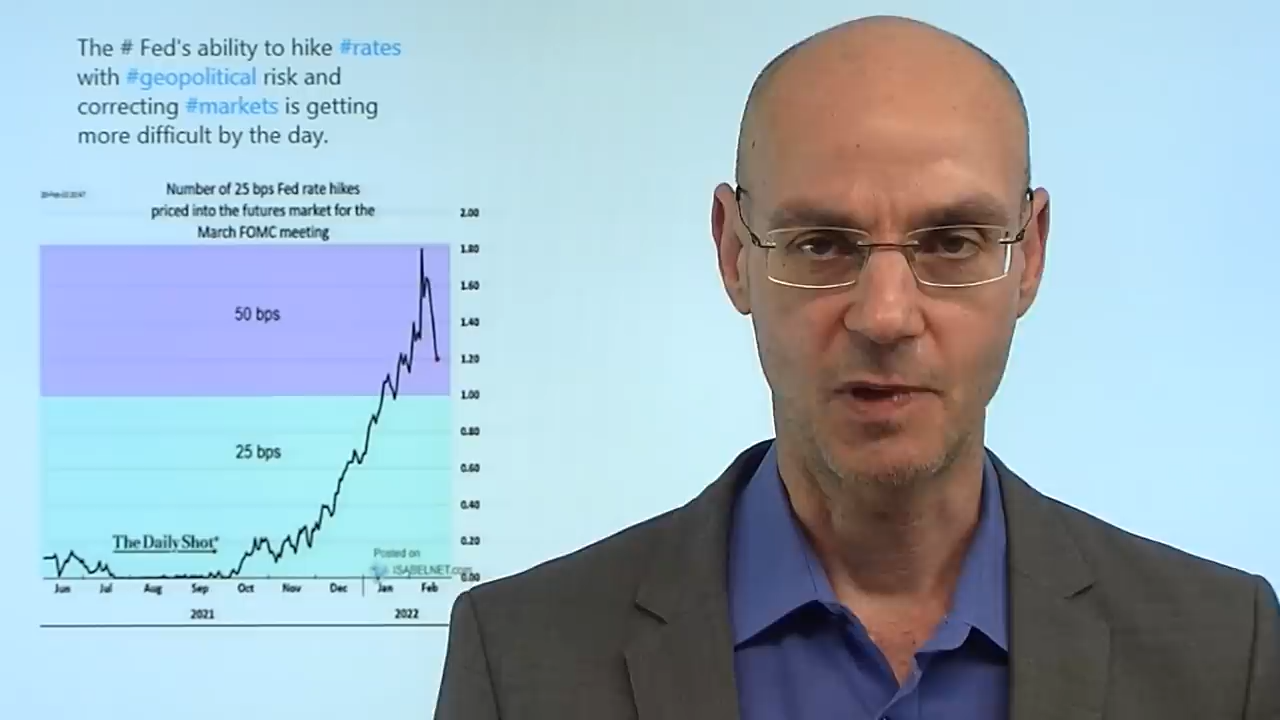 The # Fed's ability to hike #rates
with #geopolitical risk and
correcting #markets is getting
more difficult by the day.
Number of 25 bps Fed rate hikes
priced into the futures market for the
March FOMC meeting
2.00
1.80
1.60
50 bps
1.40
1.20
1.00
0.80
25 bps
0.60
0.40
The Daily Shot
0.20
Posted on
ISABELNET.com
0.00
Jun Jul Aug Sep Oct Nov Dec Jan Feb
2021 2022